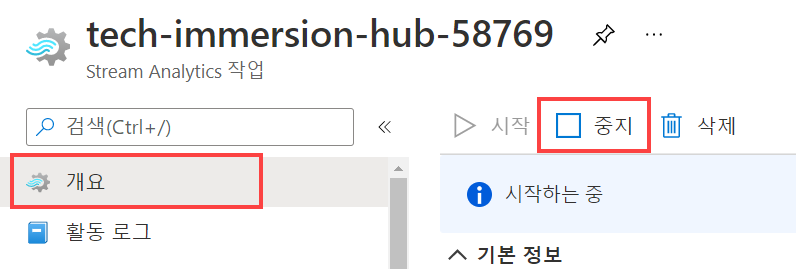 tech-immersion-hub-58769
Stream Analytics 작업
검색(Ctrl+/)
시작 중지 삭제
개요
시작하는 중
활동 로그
기본 정보